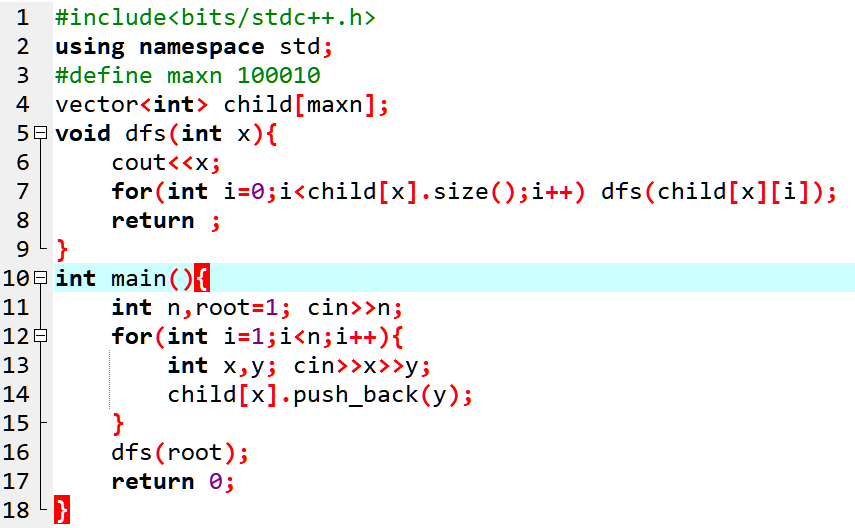 1 #include<bits/stdc++.h>
2 using namespace std;
3 #define maxn 100010
4 vector<int> child[maxn];
5 void dfs(int x){
6     cout<<x;
7     for(int i=0;i<child[x].size();i++) dfs(child[x][i]);
8     return ;
9 }
10 int main(){
11     int n,root=1; cin>>n;
12     for(int i=1;i<n;i++){
13         int x,y; cin>>x>>y;
14         child[x].push_back(y);
15     }
16     dfs(root);
17     return 0;
18 }